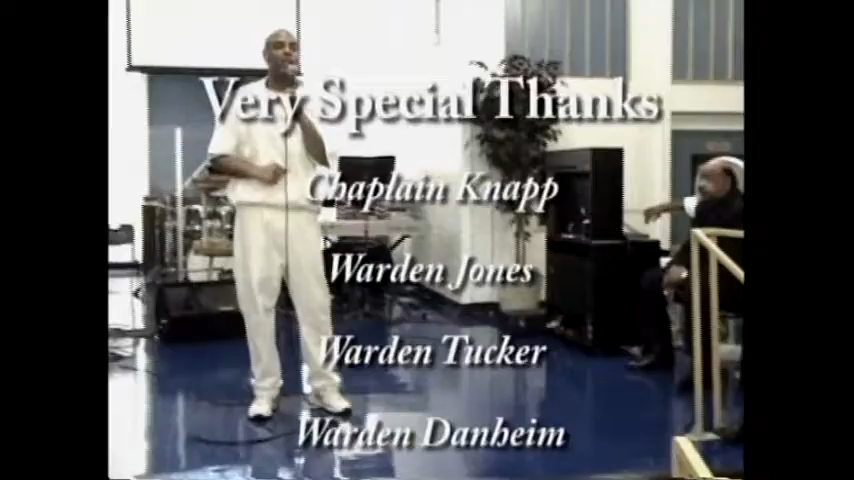 Very Special Thanks
Chaplain Knapp
Warden Jones
Warden Tucker
Warden Danheim